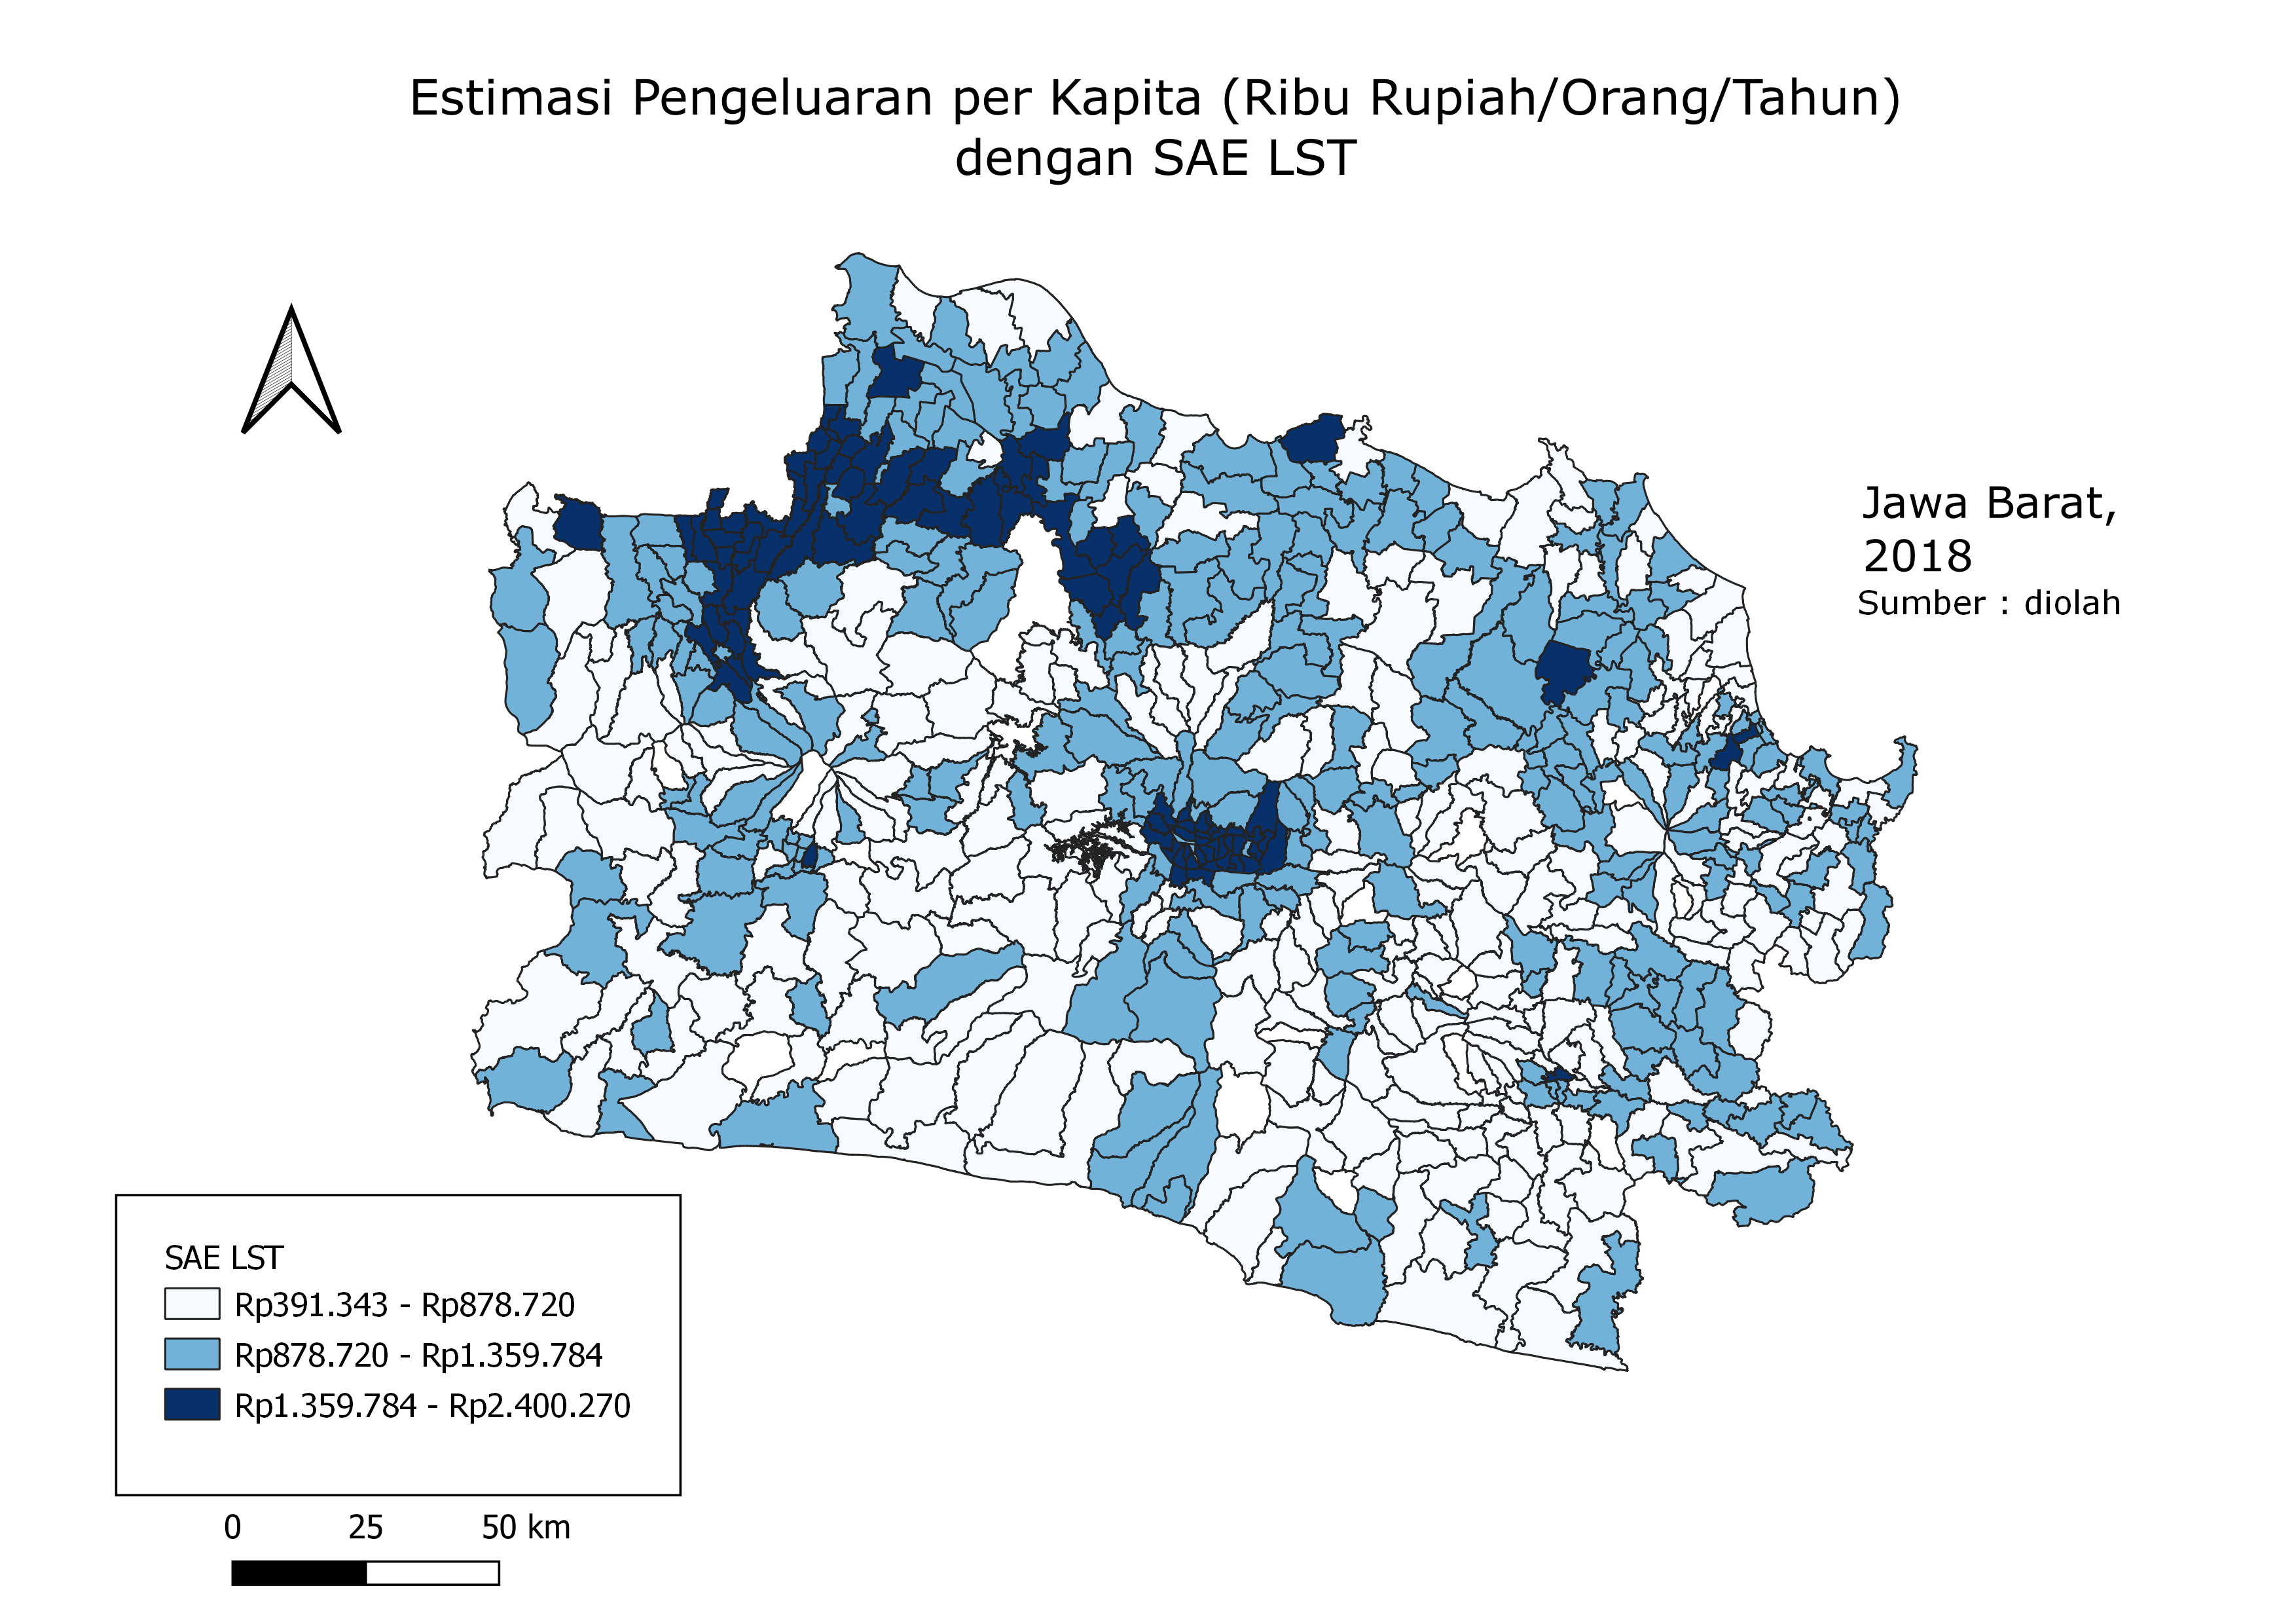 Estimasi Pengeluaran per Kapita (Ribu Rupiah/Orang/Tahun)
dengan SAE LST
Jawa Barat,
2018
Sumber : diolah
SAE LST
Rp391.343 - Rp878.720
Rp878.720 - Rp1.359.784
Rp1.359.784 - Rp2.400.270
0 25 50 km